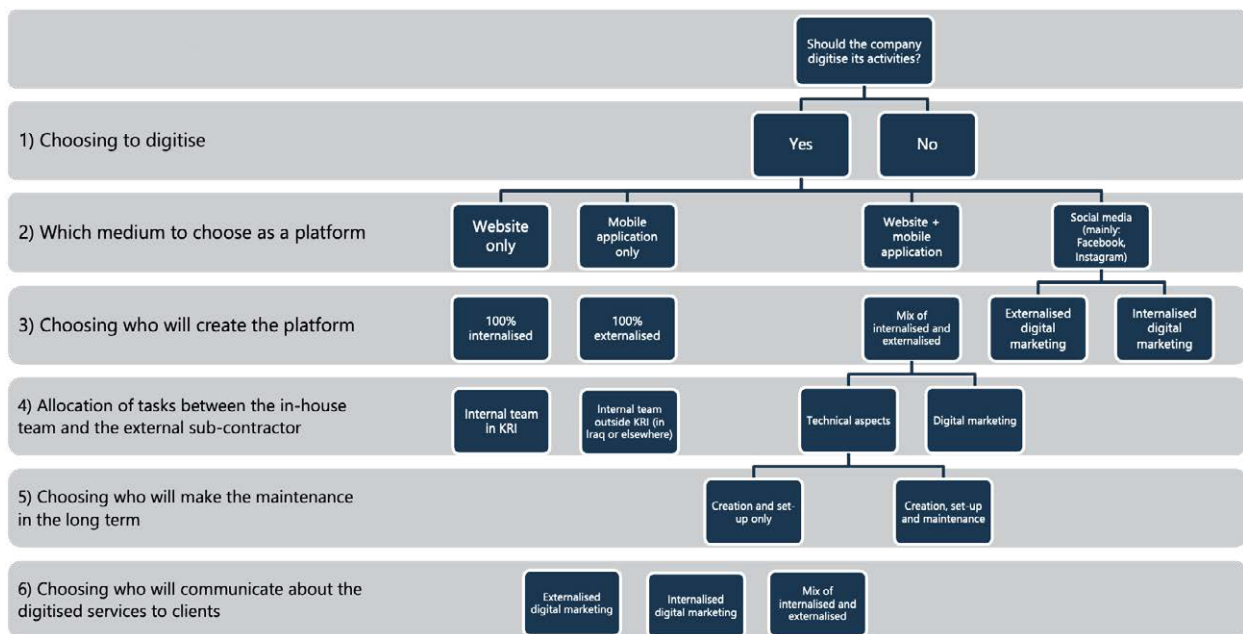 Should the company
digitise its activities?
1) Choosing to digitise
Yes
No
2) Which medium to choose as a platform
Website
only
Mobile
application
only
Website +
mobile
application
Social media
(mainly:
Facebook,
Instagram)
3) Choosing who will create the platform
100%
internalised
100%
externalised
Mix of
internalised and
externalised
Externalised
digital
marketing
Internalised
digital
marketing
4) Allocation of tasks between the in-house
team and the external sub-contractor
Internal team
in KRI
Internal team
outside KRI (in
Iraq or elsewhere)
Technical aspects
Digital marketing
5) Choosing who will make the maintenance
in the long term
Creation and set-
up only
Creation, set-up
and maintenance
6) Choosing who will communicate about the
digitised services to clients
Externalised
digital marketing
Internalised
digital marketing
Mix of
internalised and
externalised